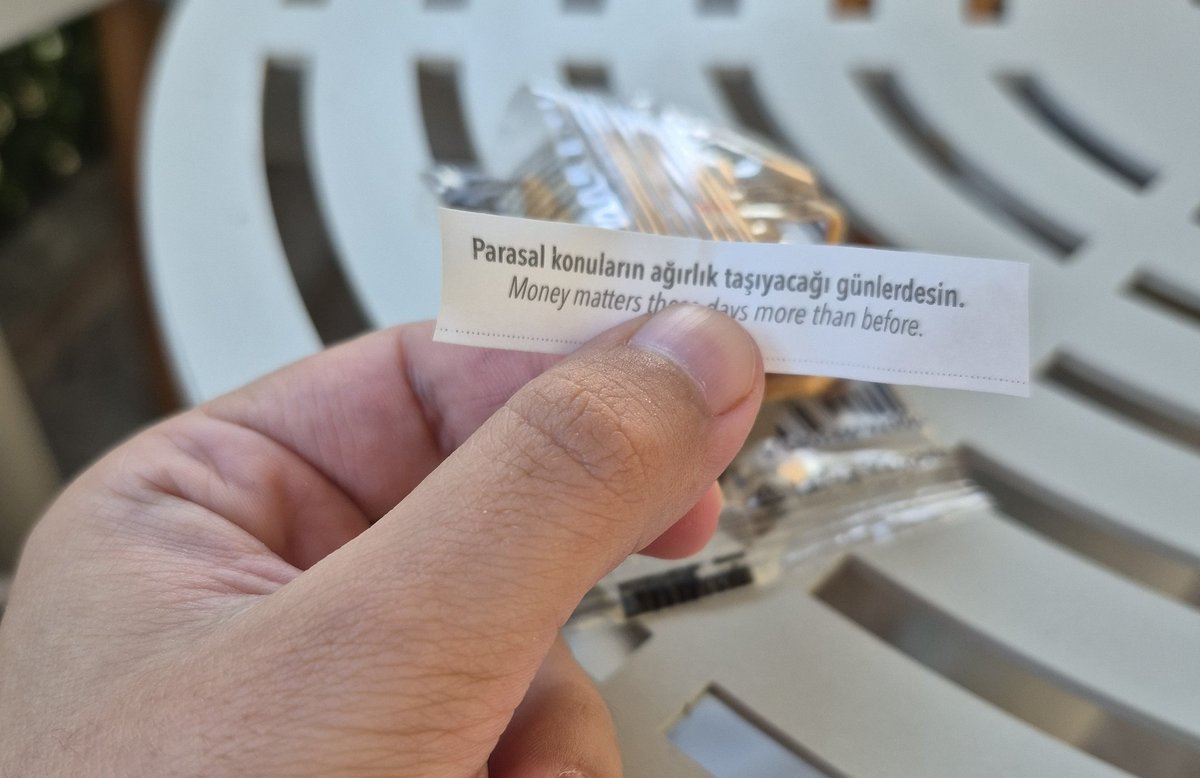 Parasal konuların ağırlık taşıyacağı günlerdesin.
Money matters days more than before.